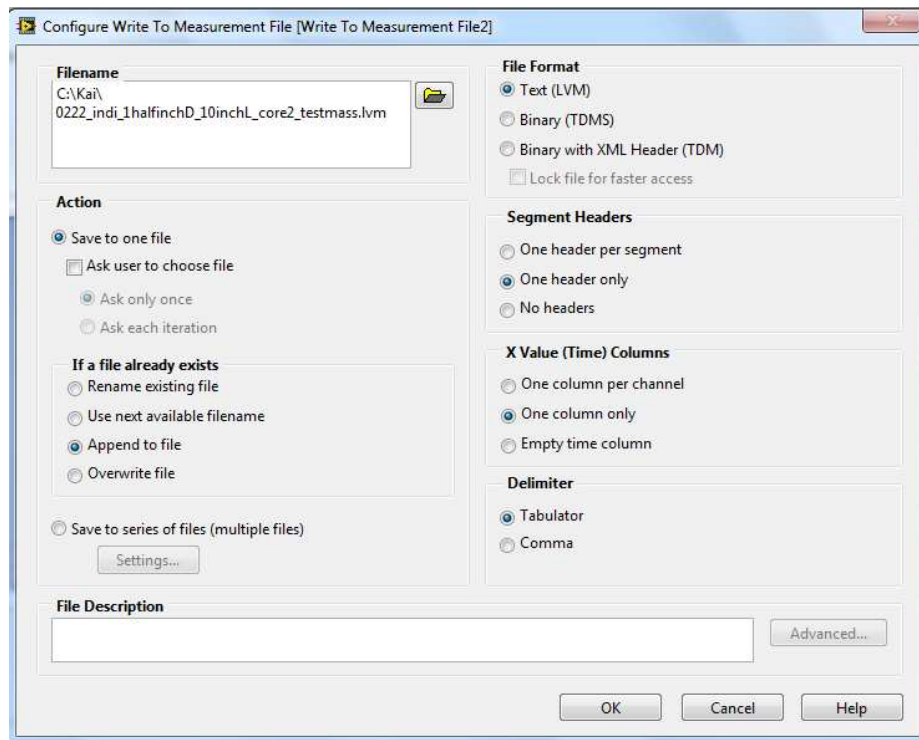 Configure Write To Measurement File [Write To Measurement File2]
Filename
C:\Kai\
0222_indi_1halfinchD_10inchL_core2_testmass.lvm
Action
Save to one file
Ask user to choose file
Ask only once
Ask each iteration
If a file already exists
Rename existing file
Use next available filename
Append to file
Overwrite file
Save to series of files (multiple files)
Settings...
File Format
Text (LVM)
Binary (TDMS)
Binary with XML Header (TDM)
Lock file for faster access
Segment Headers
One header per segment
One header only
No headers
X Value (Time) Columns
One column per channel
One column only
Empty time column
Delimiter
Tabulator
Comma
File Description
Advanced...
OK
Cancel
Help